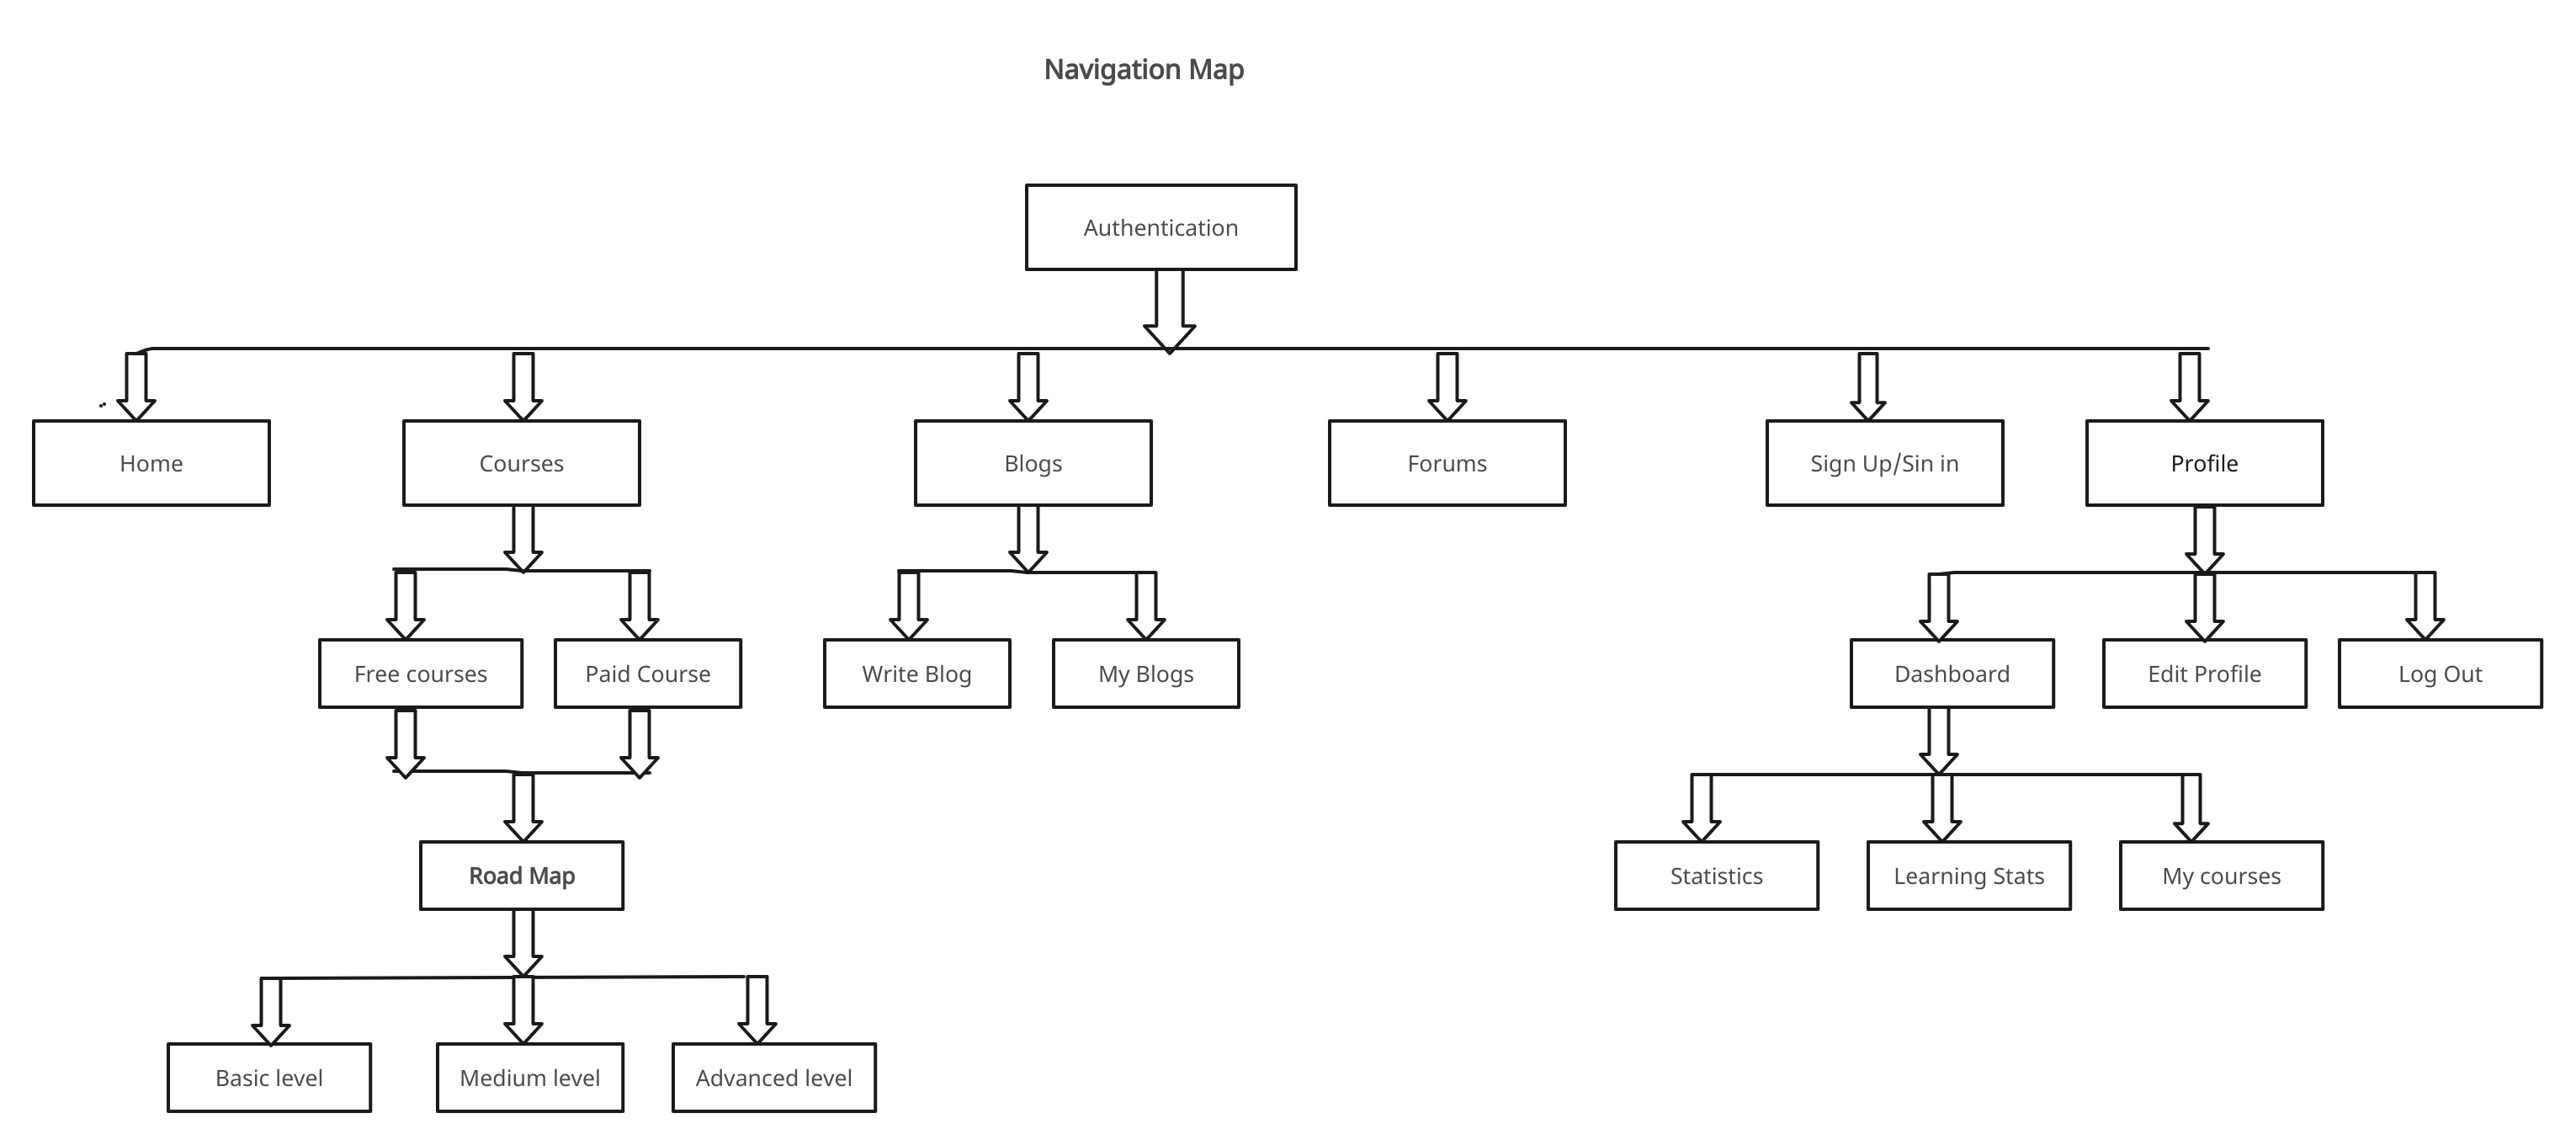 Navigation Map
Authentication
Home
Courses
Blogs
Forums
Sign Up/Sin in
Profile
Free courses
Paid Course
Write Blog
My Blogs
Dashboard
Edit Profile
Log Out
Road Map
Statistics
Learning Stats
My courses
Basic level
Medium level
Advanced level